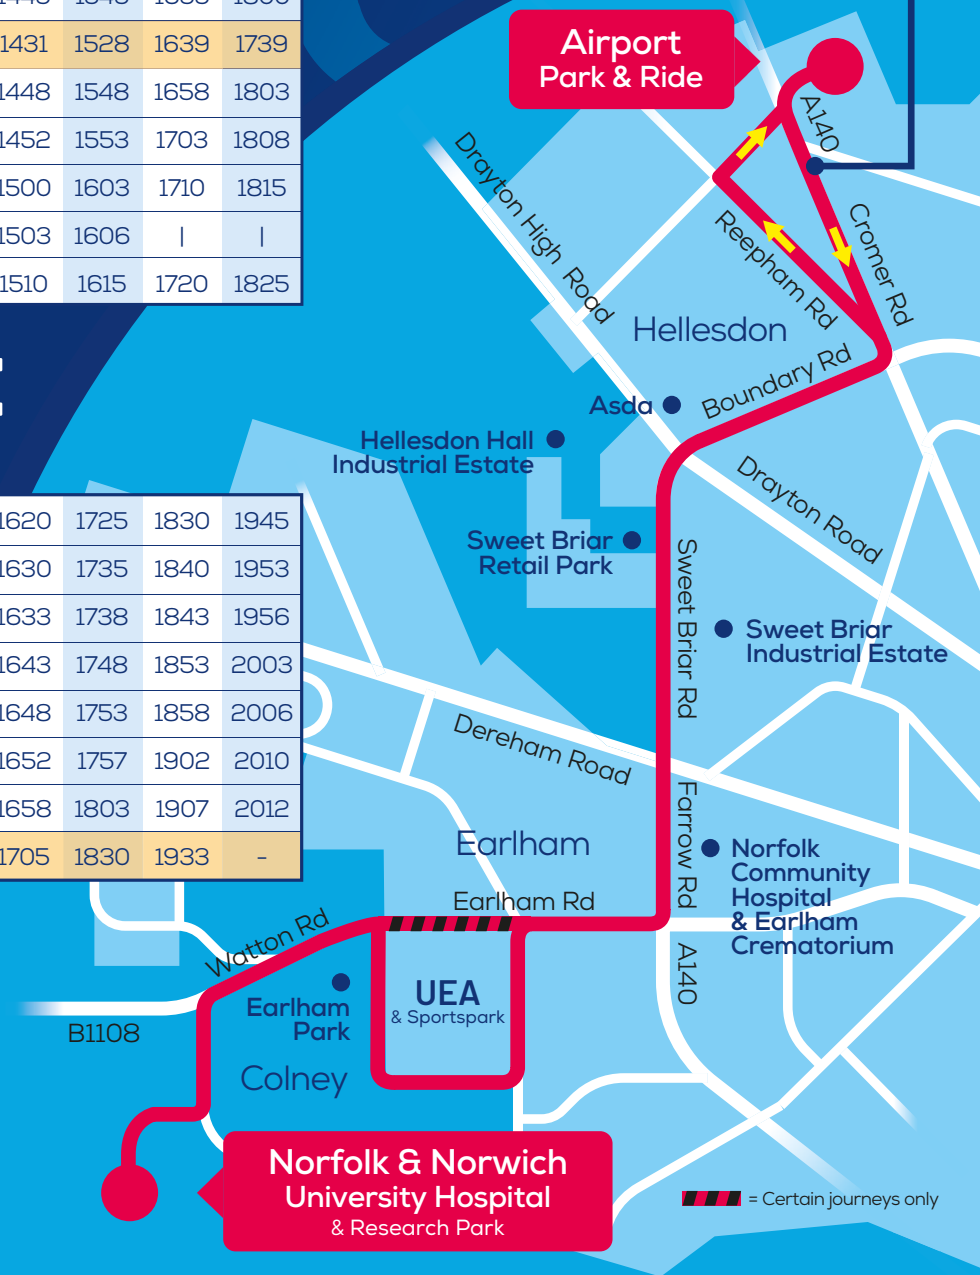 1431 1528 1639 1739
1448 1548 1658 1803
1452 1553 1703 1808
1500 1603 1710 1815
1503 1606 | |
1510 1615 1720 1825
1620 1725 1830 1945
1630 1735 1840 1953
1633 1738 1843 1956
1643 1748 1853 2003
1648 1753 1858 2006
1652 1757 1902 2010
1658 1803 1907 2012
1705 1830 1933 -
Airport
Park & Ride
A140
Drayton High Road
Reepham Rd
Cromer Rd
Hellesdon
Boundary Rd
Asda
Hellesdon Hall
Industrial Estate
Drayton Road
Sweet Briar
Retail Park
Sweet Briar Rd
Sweet Briar
Industrial Estate
Dereham Road
Farrow Rd
Earlham
Norfolk
Community
Hospital
& Earlham
Crematorium
Earlham Rd
Watton Rd
A140
UEA
& Sportspark
Earlham
Park
B1108
Colney
Norfolk & Norwich
University Hospital
& Research Park
= Certain journeys only